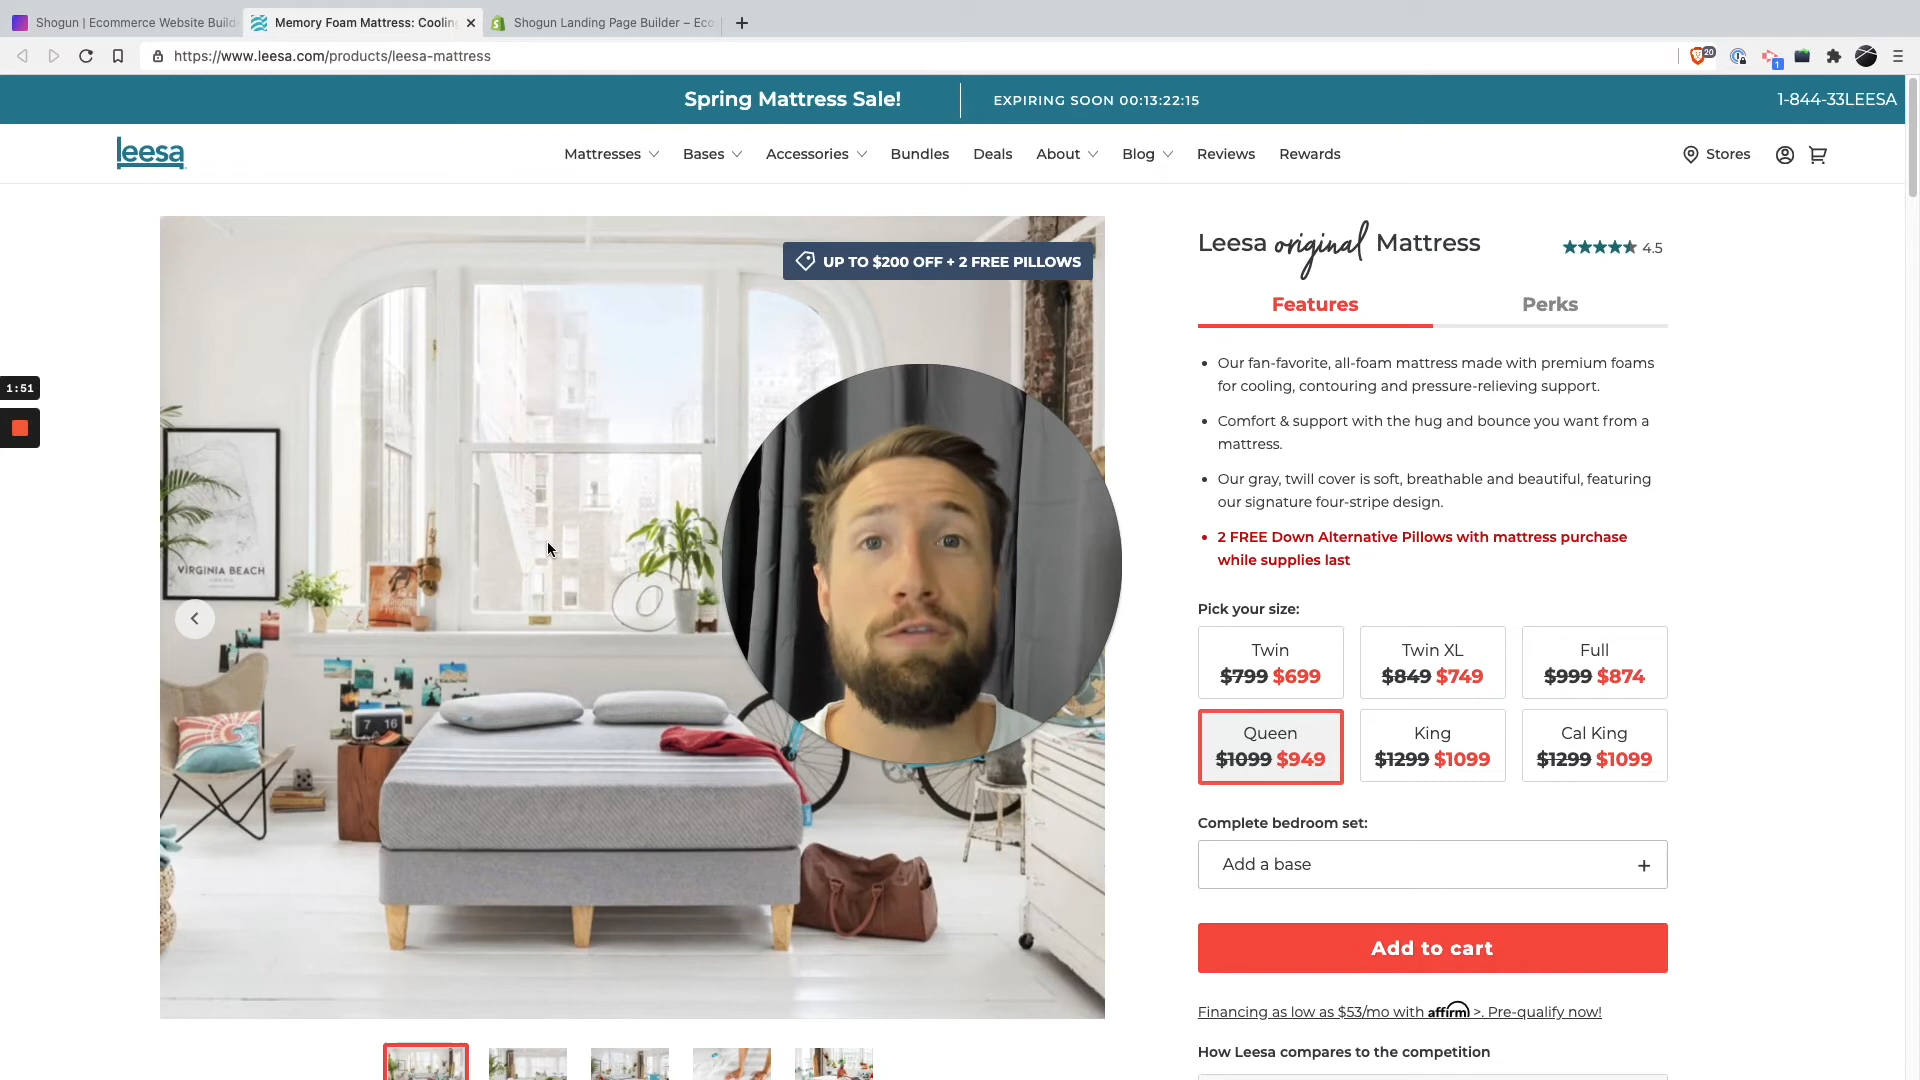 Shogun | Ecommerce Website Build
Memory Foam Mattress: Cooling
Shogun Landing Page Builder – Eco
https://www.leesa.com/products/leesa-mattress
20
1
Spring Mattress Sale!
EXPIRING SOON 00:13:22:15
1-844-33LEESA
leesa
Mattresses
Bases
Accessories
Bundles
Deals
About
Blog
Reviews
Rewards
Stores
UP TO $200 OFF + 2 FREE PILLOWS
1:51
VIRGINIA BEACH
7 16
Leesa original Mattress
4.5
Features
Perks
• Our fan-favorite, all-foam mattress made with premium foams
for cooling, contouring and pressure-relieving support.
• Comfort & support with the hug and bounce you want from a
mattress.
• Our gray, twill cover is soft, breathable and beautiful, featuring
our signature four-stripe design.
• 2 FREE Down Alternative Pillows with mattress purchase
while supplies last
Pick your size:
Twin
$799 $699
Twin XL
$849 $749
Full
$999 $874
Queen
$1099 $949
King
$1299 $1099
Cal King
$1299 $1099
Complete bedroom set:
Add a base +
Add to cart
Financing as low as $53/mo with affirm >. Pre-qualify now!
How Leesa compares to the competition